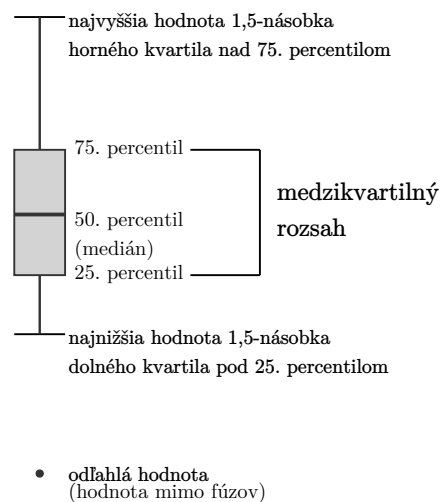 najvyššia hodnota 1,5-násobka
horného kvartila nad 75. percentilom
75. percentil
medzikvartilný
rozsah
50. percentil
(medián)
25. percentil
najnižšia hodnota 1,5-násobka
dolného kvartila pod 25. percentilom
odľahlá hodnota
(hodnota mimo fúzov)